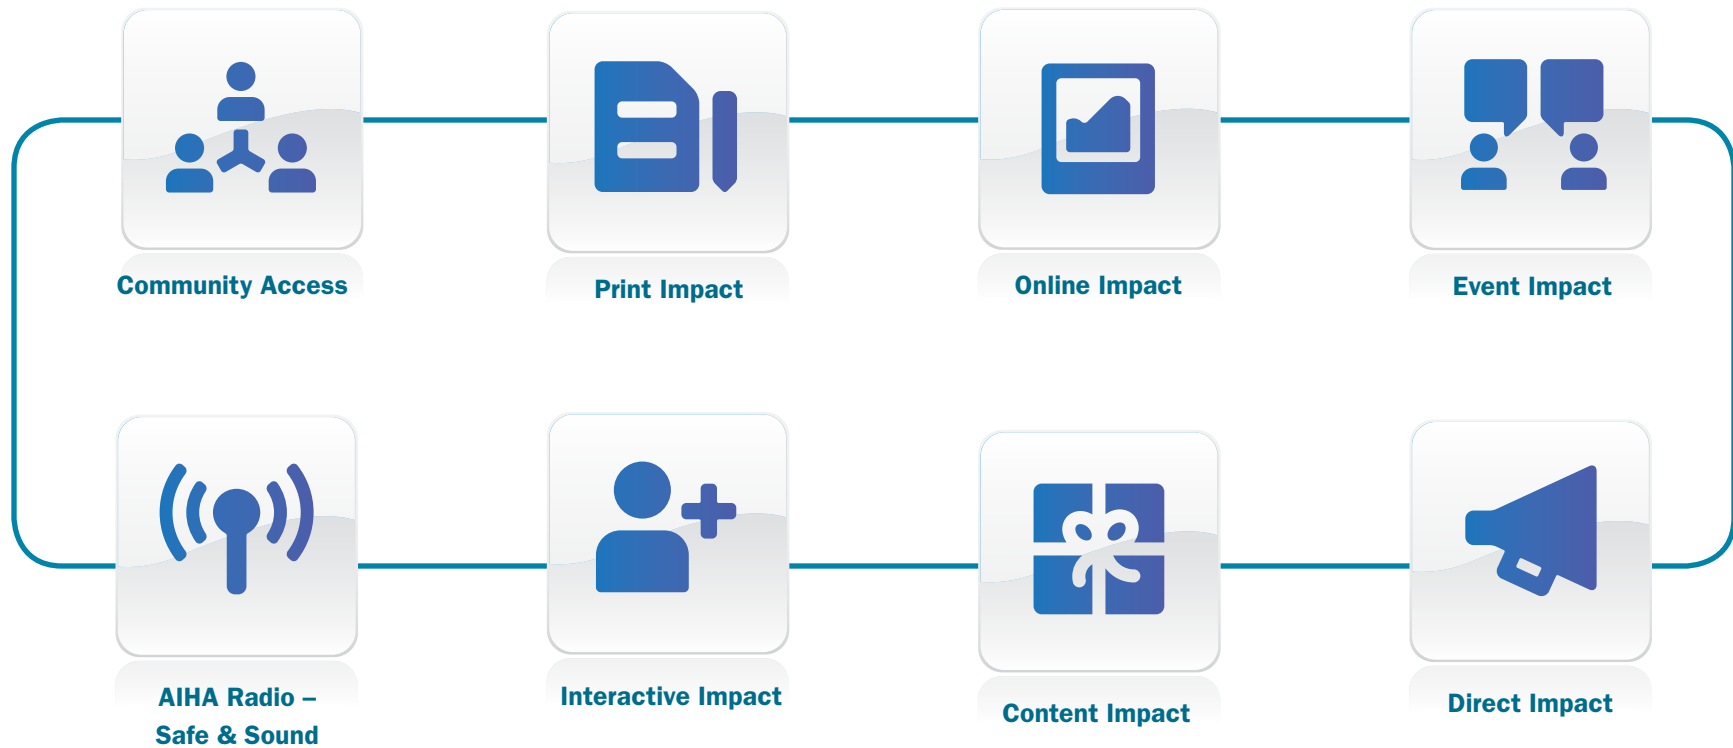 Community Access
Print Impact
Online Impact
Event Impact
AIHA Radio –
Safe & Sound
Interactive Impact
Content Impact
Direct Impact